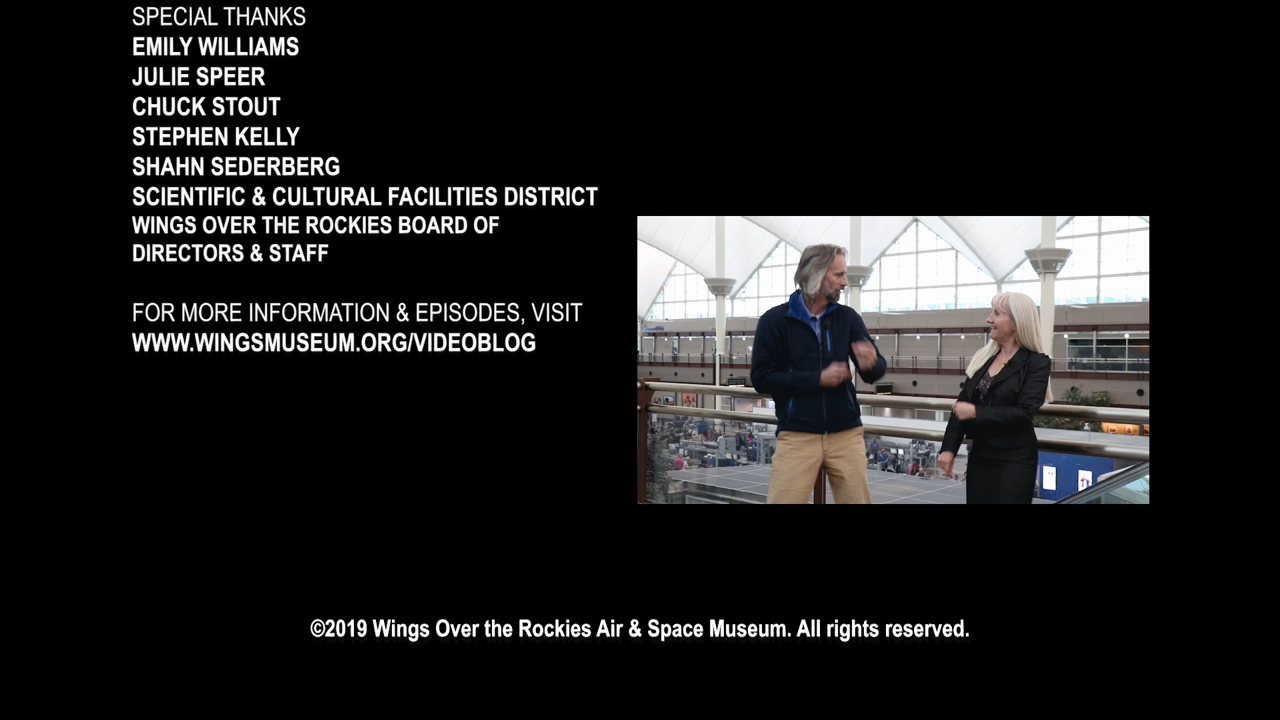 SPECIAL THANKS
EMILY WILLIAMS
JULIE SPEER
CHUCK STOUT
STEPHEN KELLY
SHAHN SEDERBERG
SCIENTIFIC & CULTURAL FACILITIES DISTRICT
WINGS OVER THE ROCKIES BOARD OF
DIRECTORS & STAFF
FOR MORE INFORMATION & EPISODES, VISIT
WWW.WINGSMUSEUM.ORG/VIDEOBLOG
©2019 Wings Over the Rockies Air & Space Museum. All rights reserved.